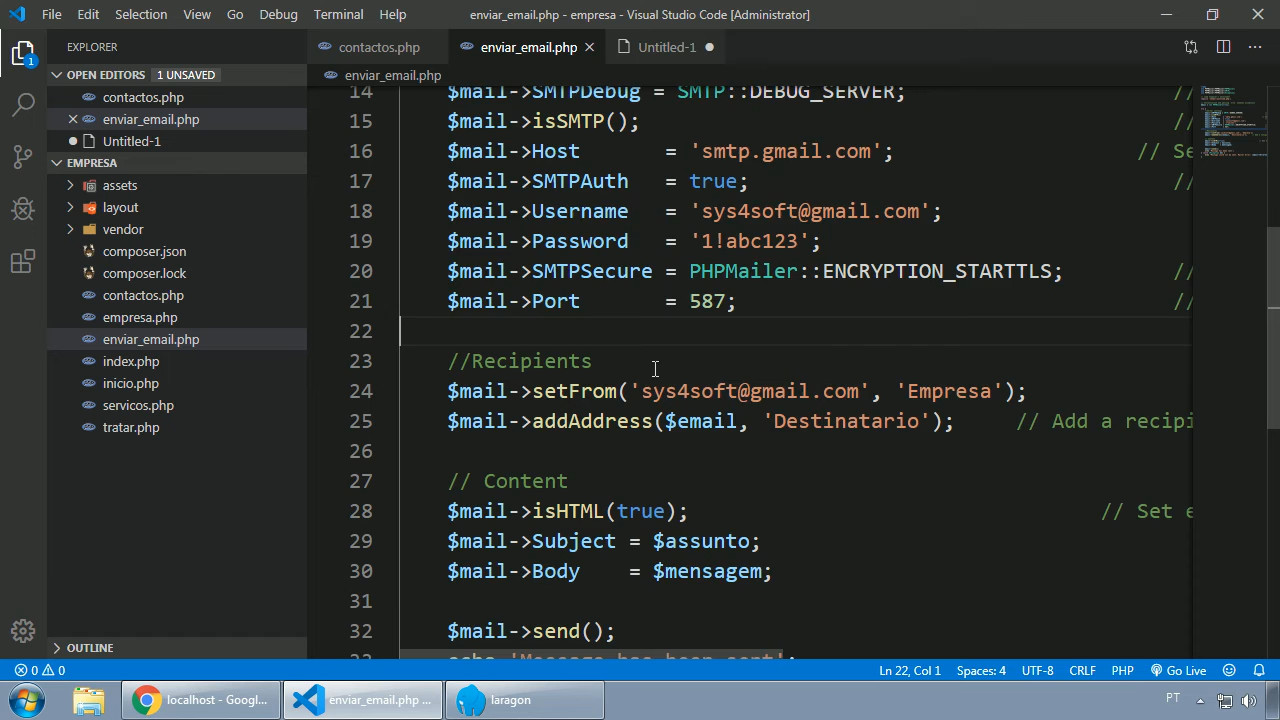 File Edit Selection View Go Debug Terminal Help
enviar_email.php - empresa - Visual Studio Code [Administrator]
EXPLORER
contactos.php
enviar_email.php
Untitled-1
OPEN EDITORS 1 UNSAVED
contactos.php
enviar_email.php
Untitled-1
EMPRESA
assets
layout
vendor
composer.json
composer.lock
contactos.php
empresa.php
enviar_email.php
index.php
inicio.php
servicos.php
tratar.php
OUTLINE
1
enviar_email.php
14 $mail->SMTPDebug = SMTP::DEBUG_SERVER; //
15 $mail->isSMTP(); //
16 $mail->Host = 'smtp.gmail.com'; // Se
17 $mail->SMTPAuth = true; //
18 $mail->Username = 'sys4soft@gmail.com';
19 $mail->Password = '1!abc123';
20 $mail->SMTPSecure = PHPMailer::ENCRYPTION_STARTTLS; //
21 $mail->Port = 587; //
22
23 //Recipients
24 $mail->setFrom('sys4soft@gmail.com', 'Empresa');
25 $mail->addAddress($email, 'Destinatario'); // Add a recipi
26
27 // Content
28 $mail->isHTML(true); // Set e
29 $mail->Subject = $assunto;
30 $mail->Body = $mensagem;
31
32 $mail->send();
0 0 Ln 22, Col 1 Spaces: 4 UTF-8 CRLF PHP Go Live
localhost - Googl... enviar_email.php ... laragon PT